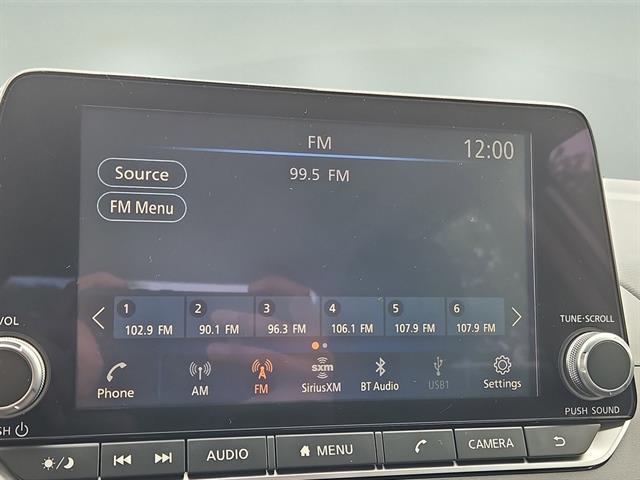 FM
12:00
Source
99.5 FM
FM Menu
1 2 3 4 5 6
102.9 FM 90.1 FM 96.3 FM 106.1 FM 107.9 FM 107.9 FM
VOL
TUNE·SCROLL
Phone AM FM sxm SiriusXM BT Audio USB1 Settings
PUSH SOUND
AUDIO MENU CAMERA